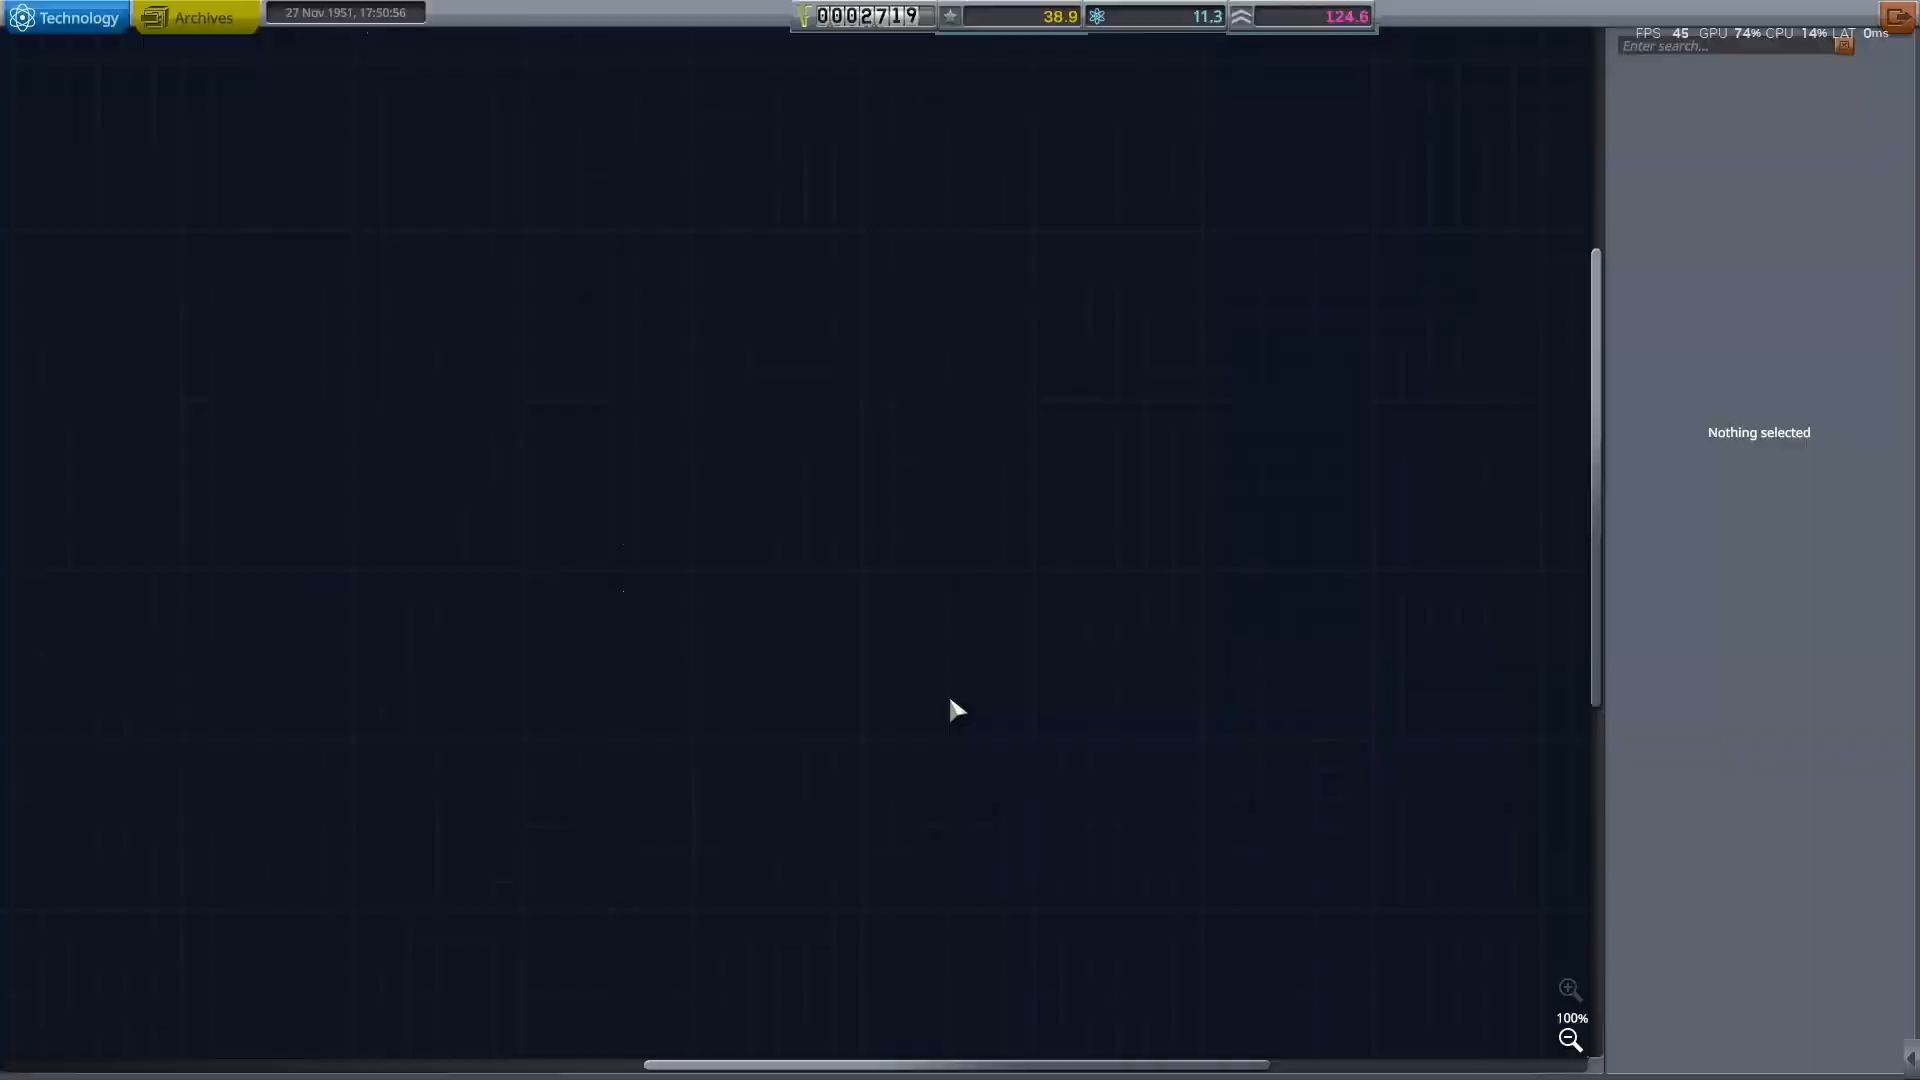 Technology
Archives
27 Nov 1951, 17:50:56
0002719
38.9
11.3
124.6
FPS 45 GPU 74% CPU 14% LAT 0ms
Enter search...
Nothing selected
100%